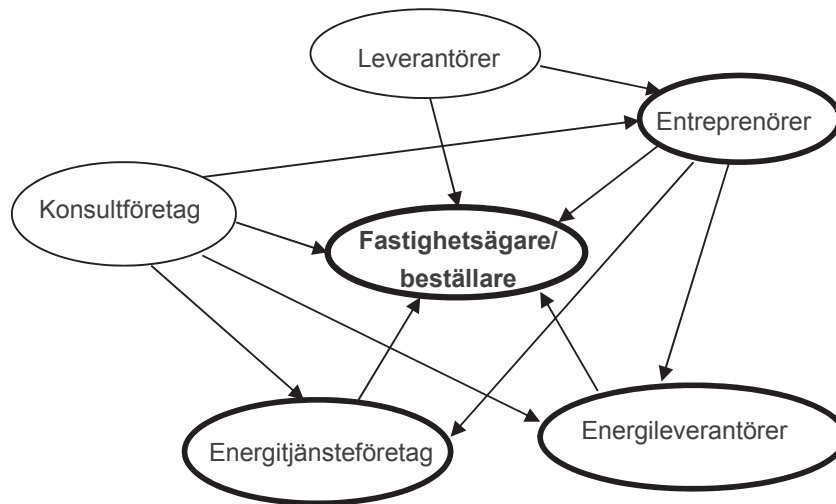 Leverantörer
Entreprenörer
Konsultföretag
Fastighetsägare/
beställare
Energitjänsteföretag
Energileverantörer